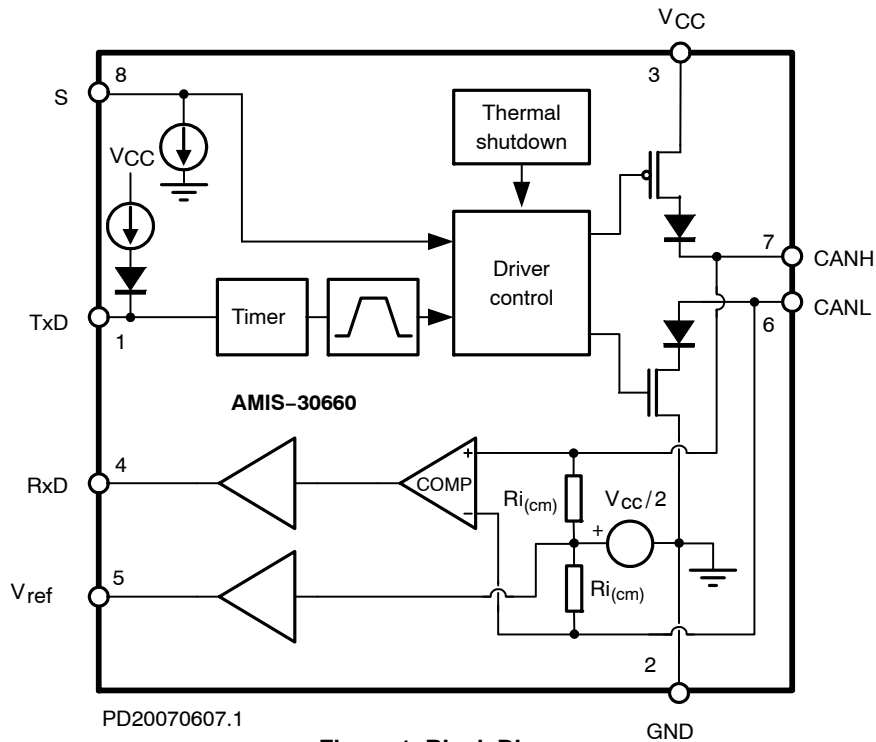 VCC
3
8
S
Thermal
shutdown
VCC
7
CANH
Driver
control
CANL
6
TxD
1
Timer
AMIS−30660
4
RxD
+
COMP
−
Ri(cm)
VCC/2
+
5
Vref
Ri(cm)
2
PD20070607.1
GND